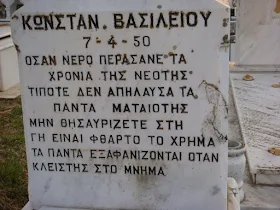 ΚΩΝΣΤΑΝ. ΒΑΣΙΛΕΙΟΥ
7-4-50
ΟΣΑΝ ΝΕΡΟ ΠΕΡΑΣΑΝΕ ΤΑ
ΧΡΟΝΙΑ ΤΗΣ ΝΕΟΤΗΣ
ΤΙΠΟΤΕ ΔΕΝ ΑΠΗΛΑΥΣΑ ΤΑ
ΠΑΝΤΑ ΜΑΤΑΙΟΤΗΣ
ΜΗΝ ΘΗΣΑΥΡΙΖΕΤΕ ΣΤΗ
ΓΗ ΕΙΝΑΙ ΦΘΑΡΤΟ ΤΟ ΧΡΗΜΑ
ΤΑ ΠΑΝΤΑ ΕΞΑΦΑΝΙΖΟΝΤΑΙ ΟΤΑΝ
ΚΛΕΙΣΤΗΣ ΣΤΟ ΜΝΗΜΑ